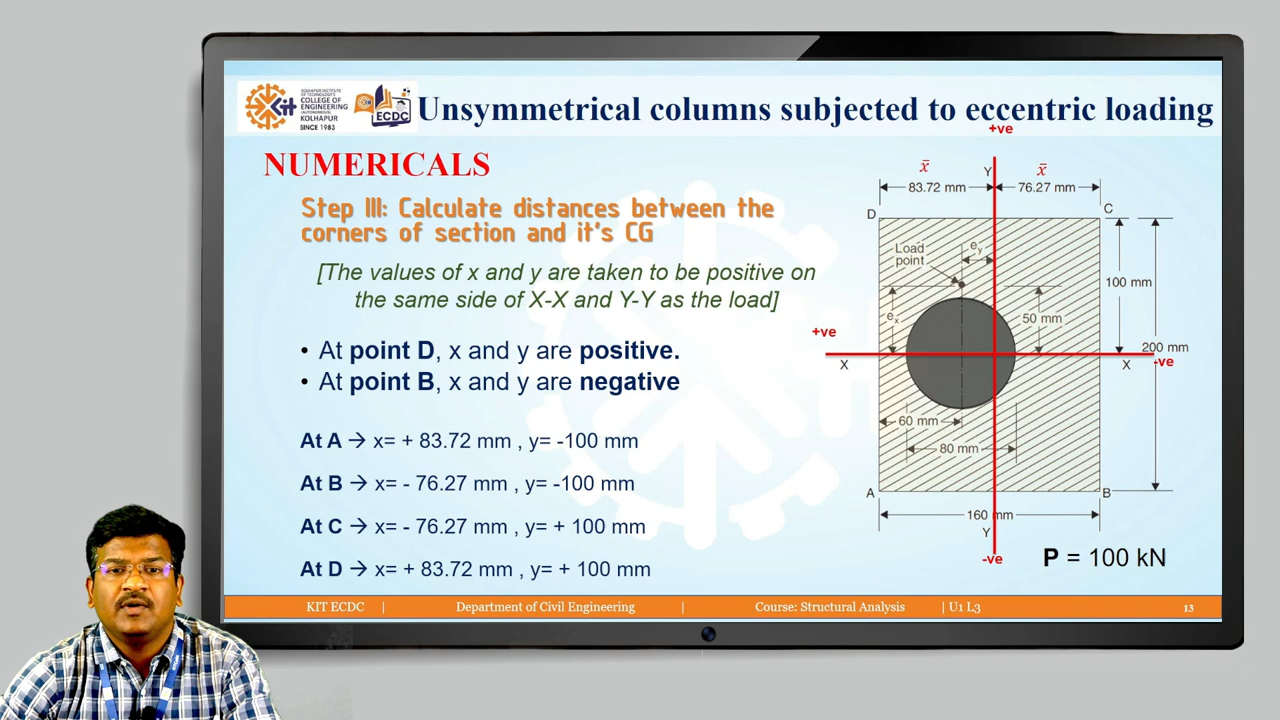 KOLHAPUR INSTITUTE
OF TECHNOLOGY'S
COLLEGE OF
ENGINEERING
(AUTONOMOUS)
KOLHAPUR
SINCE 1983
Kit
ECDC
Unsymmetrical columns subjected to eccentric loading
NUMERICALS
Step III: Calculate distances between the
corners of section and it's CG
[The values of x and y are taken to be positive on
the same side of X-X and Y-Y as the load]
• At point D, x and y are positive.
• At point B, x and y are negative
At A → x= + 83.72 mm , y= -100 mm
At B → x= - 76.27 mm , y= -100 mm
At C → x= - 76.27 mm , y= + 100 mm
At D → x= + 83.72 mm , y= + 100 mm
+ve
x̄ Y x̄
83.72 mm 76.27 mm
D C
Load
point
e_y
100 mm
e_x
50 mm
+ve
200 mm
-ve
X X
60 mm
80 mm
A B
160 mm
Y
-ve
P = 100 kN
KIT ECDC | Department of Civil Engineering | Course: Structural Analysis | U1 L3 13